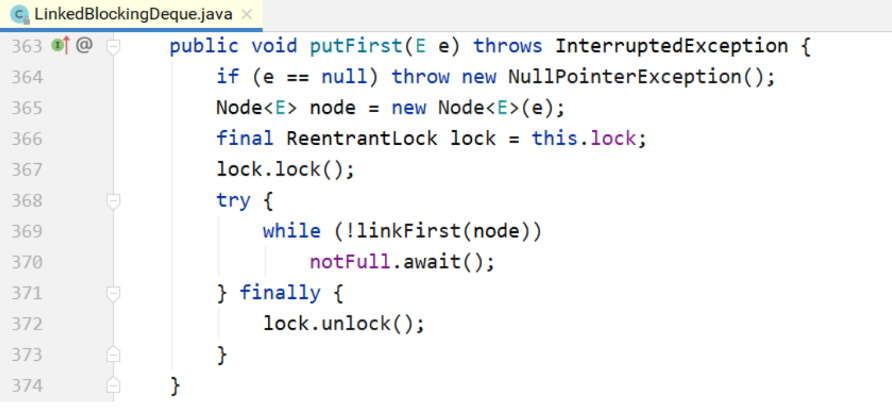 LinkedBlockingDeque.java
363 @ public void putFirst(E e) throws InterruptedException {
364 if (e == null) throw new NullPointerException();
365 Node<E> node = new Node<E>(e);
366 final ReentrantLock lock = this.lock;
367 lock.lock();
368 try {
369 while (!linkFirst(node))
370 notFull.await();
371 } finally {
372 lock.unlock();
373 }
374 }